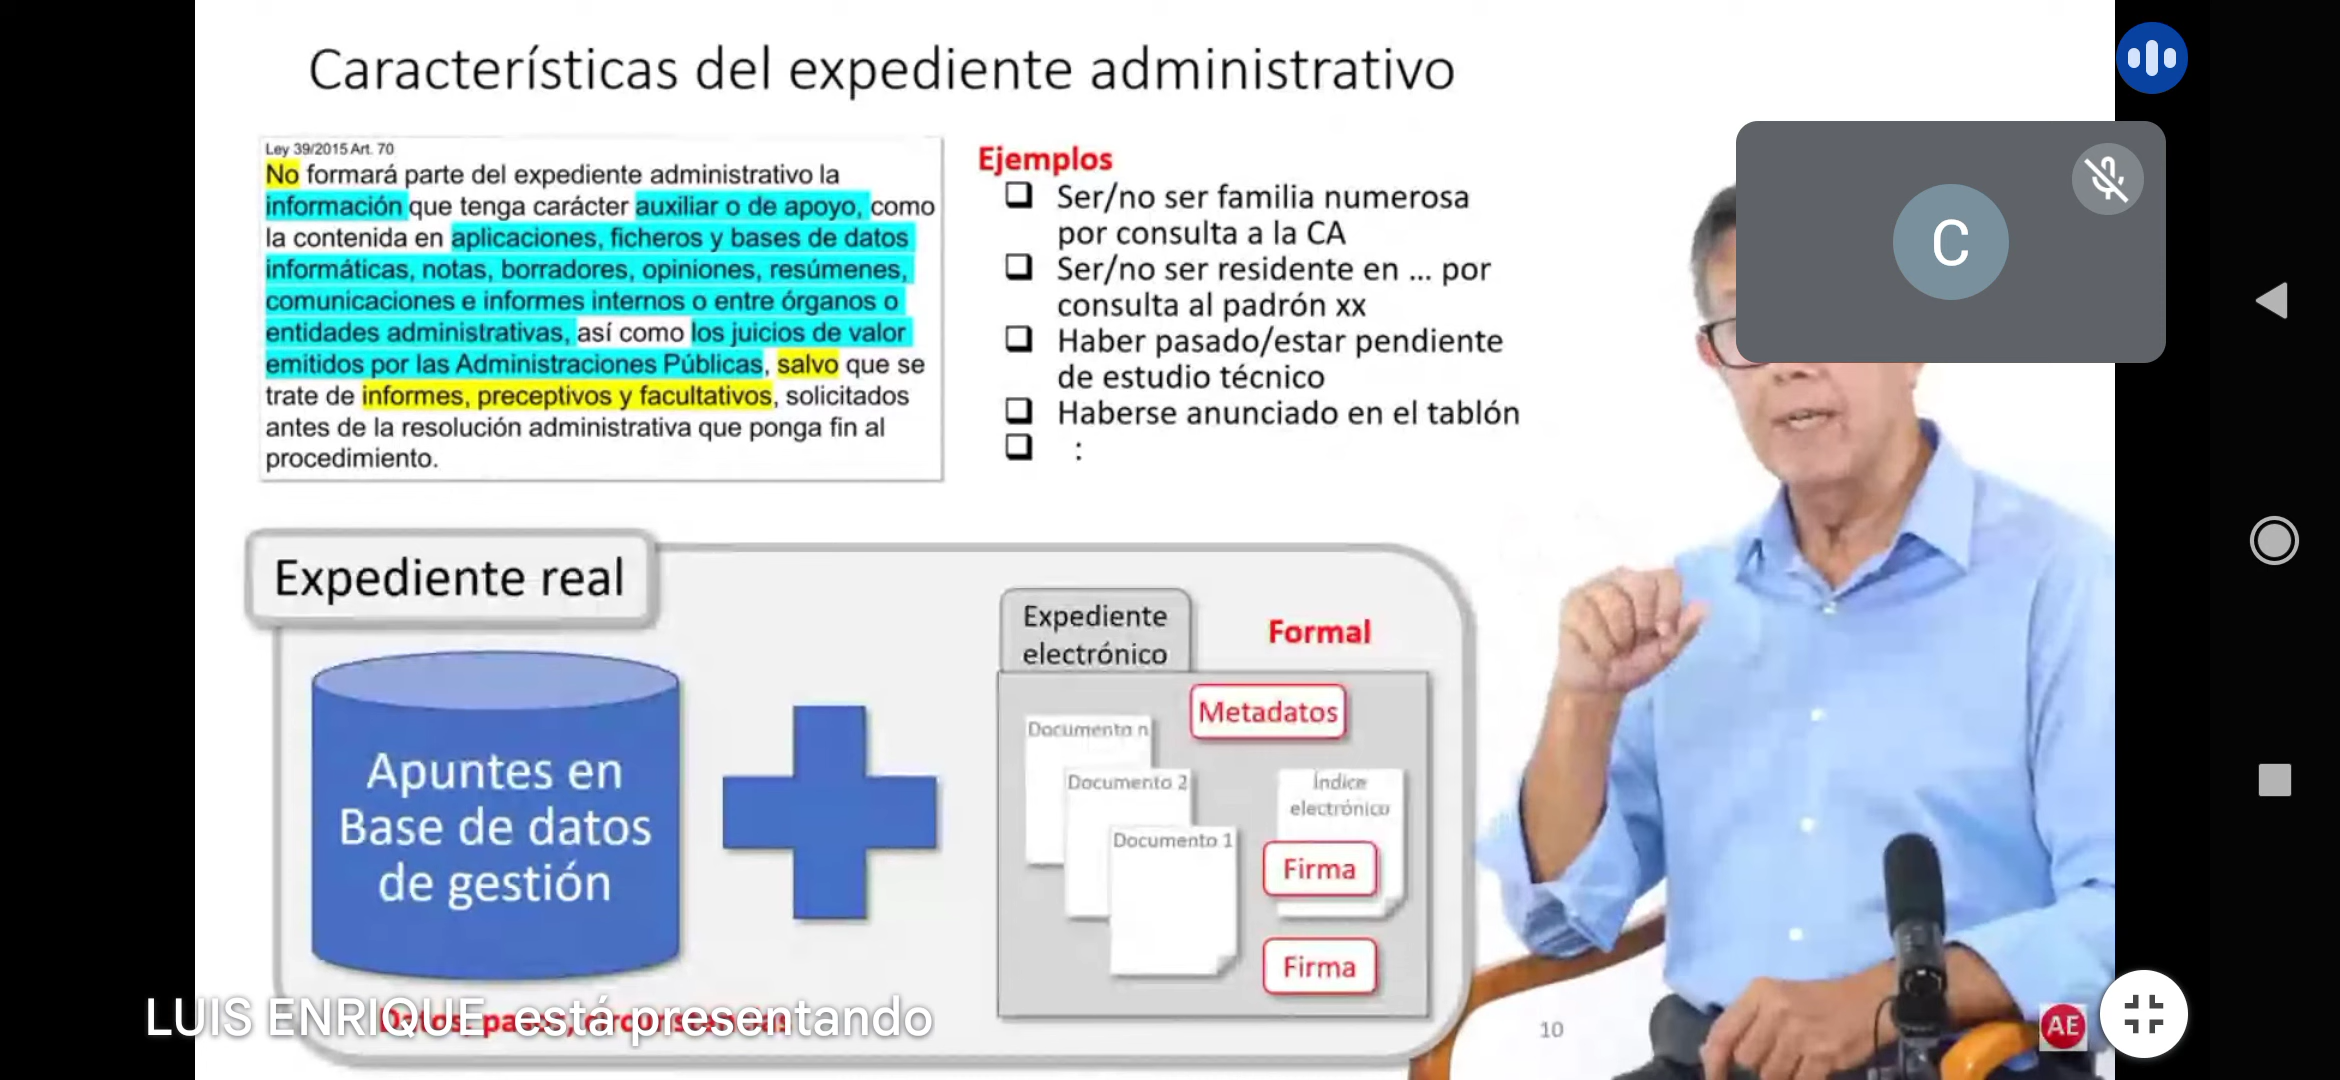 Características del expediente administrativo
Ley 39/2015 Art. 70
No formará parte del expediente administrativo la
información que tenga carácter auxiliar o de apoyo, como
la contenida en aplicaciones, ficheros y bases de datos
informáticas, notas, borradores, opiniones, resúmenes,
comunicaciones e informes internos o entre órganos o
entidades administrativas, así como los juicios de valor
emitidos por las Administraciones Públicas, salvo que se
trate de informes, preceptivos y facultativos, solicitados
antes de la resolución administrativa que ponga fin al
procedimiento.
Ejemplos
Ser/no ser familia numerosa
por consulta a la CA
Ser/no ser residente en ... por
consulta al padrón xx
Haber pasado/estar pendiente
de estudio técnico
Haberse anunciado en el tablón
:
C
Expediente real
Apuntes en
Base de datos
de gestión
Expediente
electrónico
Formal
Metadatos
Documento n
Documento 2
Documento 1
Índice
electrónico
Firma
Firma
LUIS ENRIQUE está presentando
10
AE